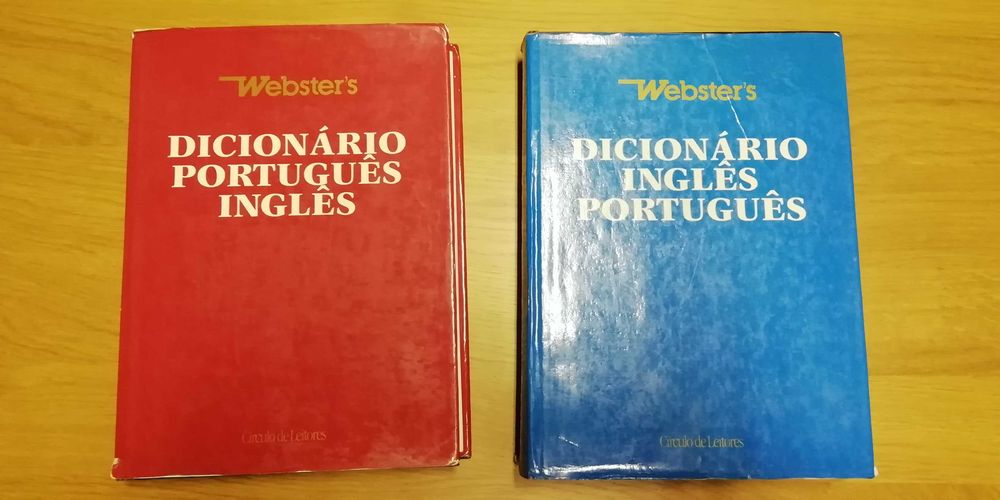 Webster's
DICIONÁRIO
PORTUGUÊS
INGLÊS
Círculo de Leitores
Webster's
DICIONÁRIO
INGLÊS
PORTUGUÊS
Círculo de Leitores